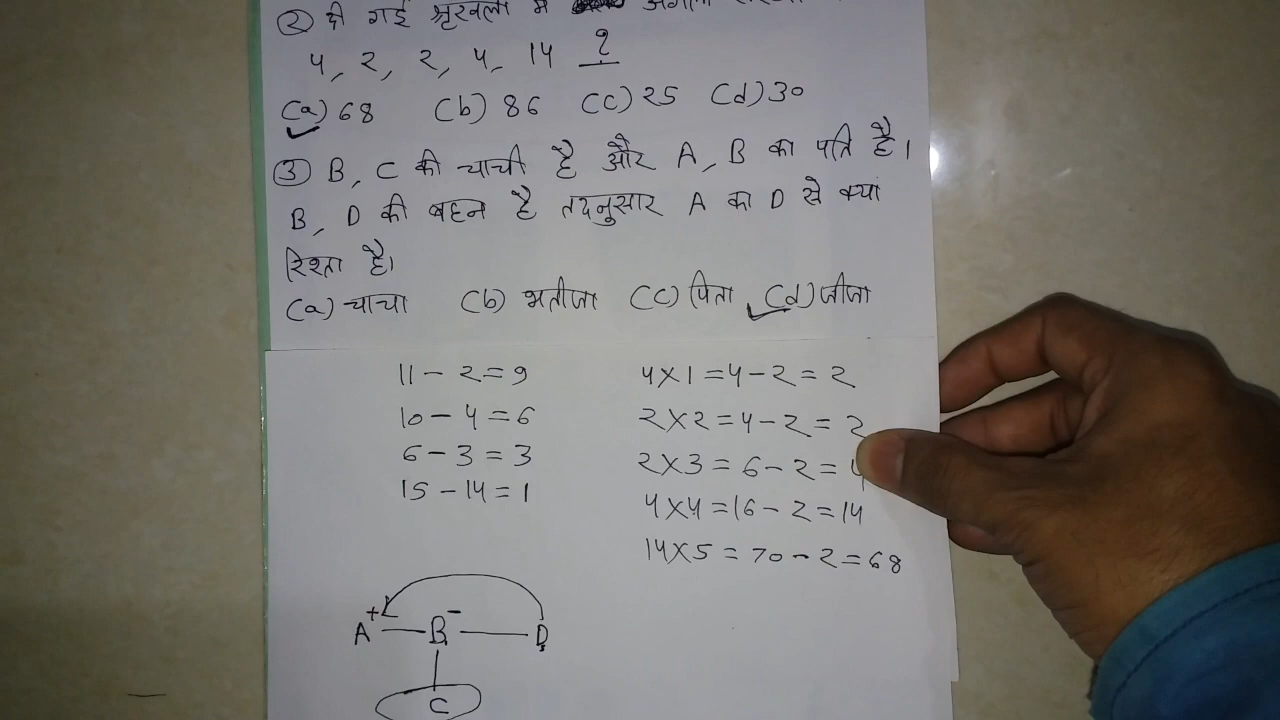 ② दी गई श्रृंखला में अगली
4, 2, 2, 4, 14 ?
(a) 68 (b) 86 (c) 25 (d) 30
③ B, C की चाची है और A, B का पति है।
B, D की बहन है तदनुसार A का D से क्या
रिश्ता है।
(a) चाचा (b) भतीजा (c) पिता (d) जीजा
11 - 2 = 9 4×1 = 4 - 2 = 2
10 - 4 = 6 2×2 = 4 - 2 = 2
6 - 3 = 3 2×3 = 6 - 2 = 4
15 - 14 = 1 4×4 = 16 - 2 = 14
14×5 = 70 - 2 = 68
A + — B - — D
C